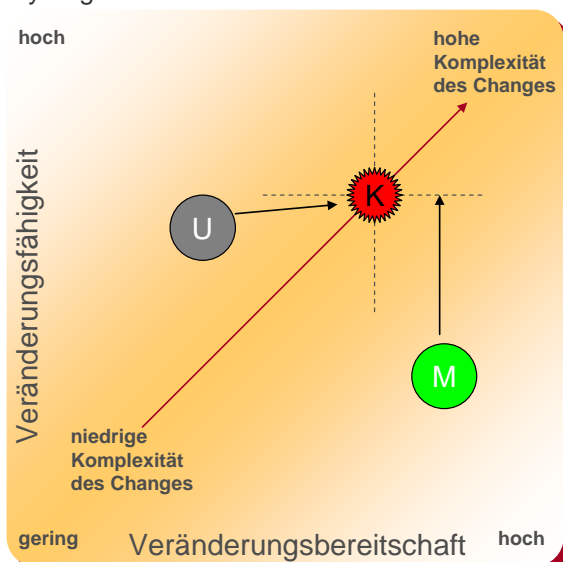 hoch
hohe
Komplexität
des Changes
Veränderungsfähigkeit
K
U
M
niedrige
Komplexität
des Changes
gering
Veränderungsbereitschaft
hoch